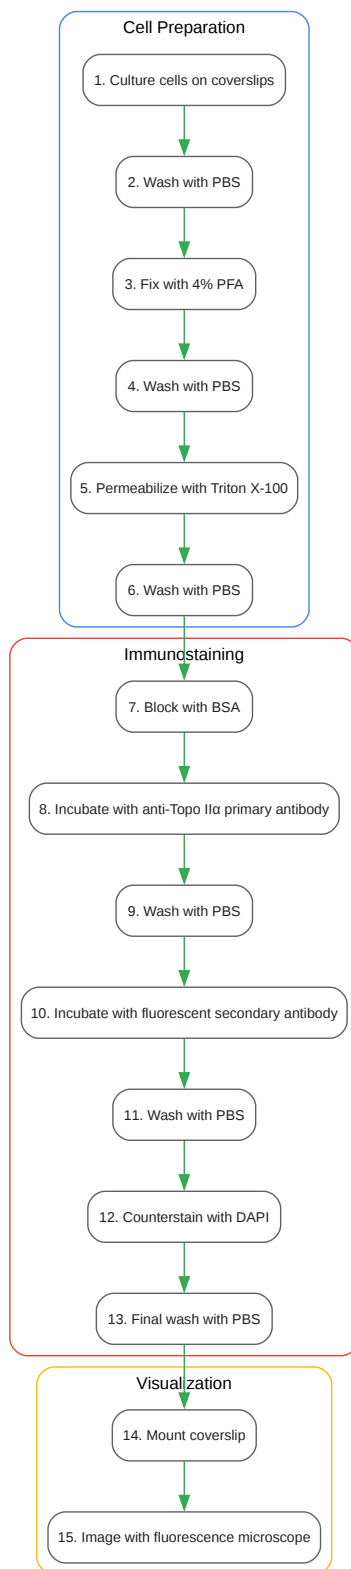 Cell Preparation
1. Culture cells on coverslips
2. Wash with PBS
3. Fix with 4% PFA
4. Wash with PBS
5. Permeabilize with Triton X-100
6. Wash with PBS
Immunostaining
7. Block with BSA
8. Incubate with anti-Topo IIα primary antibody
9. Wash with PBS
10. Incubate with fluorescent secondary antibody
11. Wash with PBS
12. Counterstain with DAPI
13. Final wash with PBS
Visualization
14. Mount coverslip
15. Image with fluorescence microscope